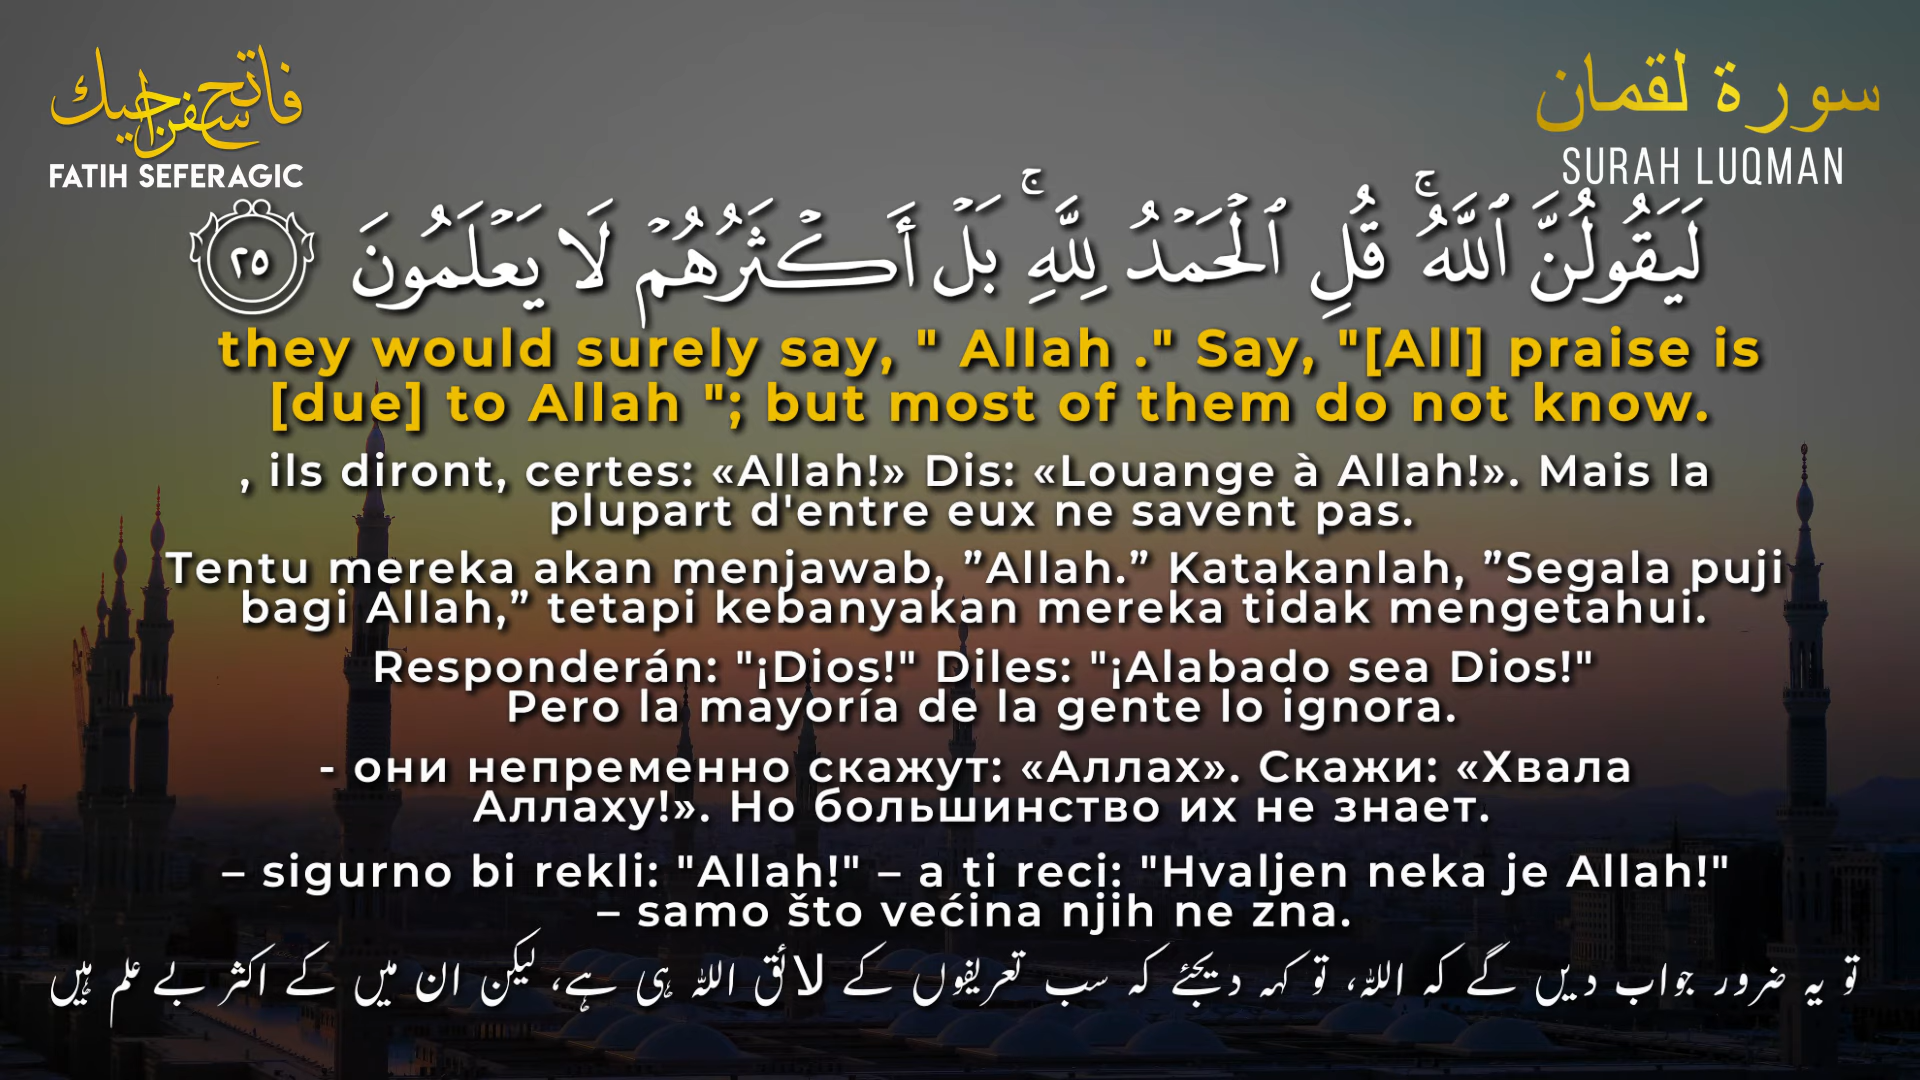 فاتح سفراجيك
FATIH SEFERAGIC
سورة لقمان
SURAH LUQMAN
لَيَقُولُنَّ ٱللَّهُ ۚ قُلِ ٱلْحَمْدُ لِلَّهِ ۚ بَلْ أَكْثَرُهُمْ لَا يَعْلَمُونَ ٢٥
they would surely say, " Allah ." Say, "[All] praise is
[due] to Allah "; but most of them do not know.
, ils diront, certes: «Allah!» Dis: «Louange à Allah!». Mais la
plupart d'entre eux ne savent pas.
Tentu mereka akan menjawab, ”Allah.” Katakanlah, ”Segala puji
bagi Allah,” tetapi kebanyakan mereka tidak mengetahui.
Responderán: "¡Dios!" Diles: "¡Alabado sea Dios!"
Pero la mayoría de la gente lo ignora.
- они непременно скажут: «Аллах». Скажи: «Хвала
Аллаху!». Но большинство их не знает.
– sigurno bi rekli: "Allah!" – a ti reci: "Hvaljen neka je Allah!"
– samo što većina njih ne zna.
تو یہ ضرور جواب دیں گے کہ اللہ، تو کہہ دیجئے کہ سب تعریفوں کے لائق اللہ ہی ہے، لیکن ان میں کے اکثر بے علم ہیں